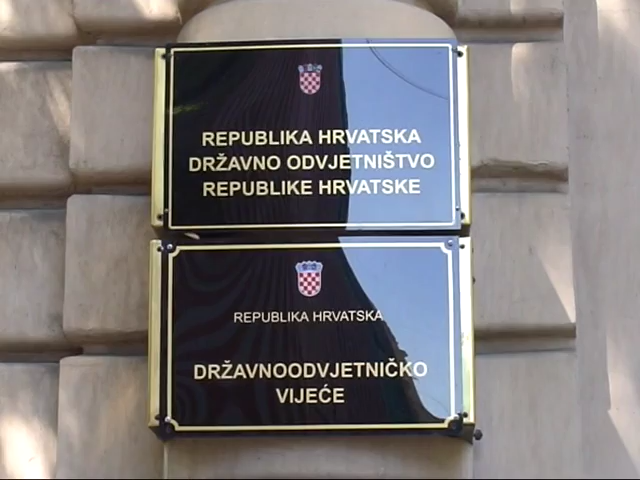 REPUBLIKA HRVATSKA
DRŽAVNO ODVJETNIŠTVO
REPUBLIKE HRVATSKE
REPUBLIKA HRVATSKA
DRŽAVNOODVJETNIČKO
VIJEĆE